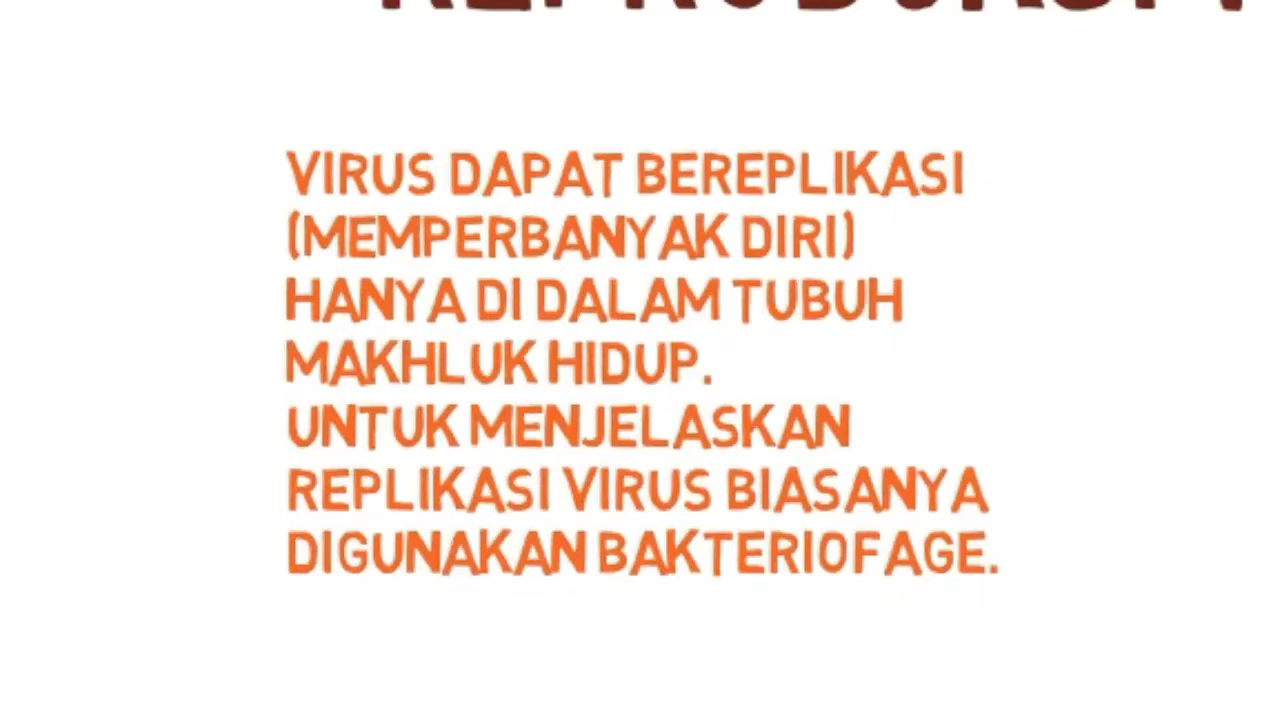 VIRUS DAPAT BEREPLIKASI
(MEMPERBANYAK DIRI)
HANYA DI DALAM TUBUH
MAKHLUK HIDUP.
UNTUK MENJELASKAN
REPLIKASI VIRUS BIASANYA
DIGUNAKAN BAKTERIOFAGE.